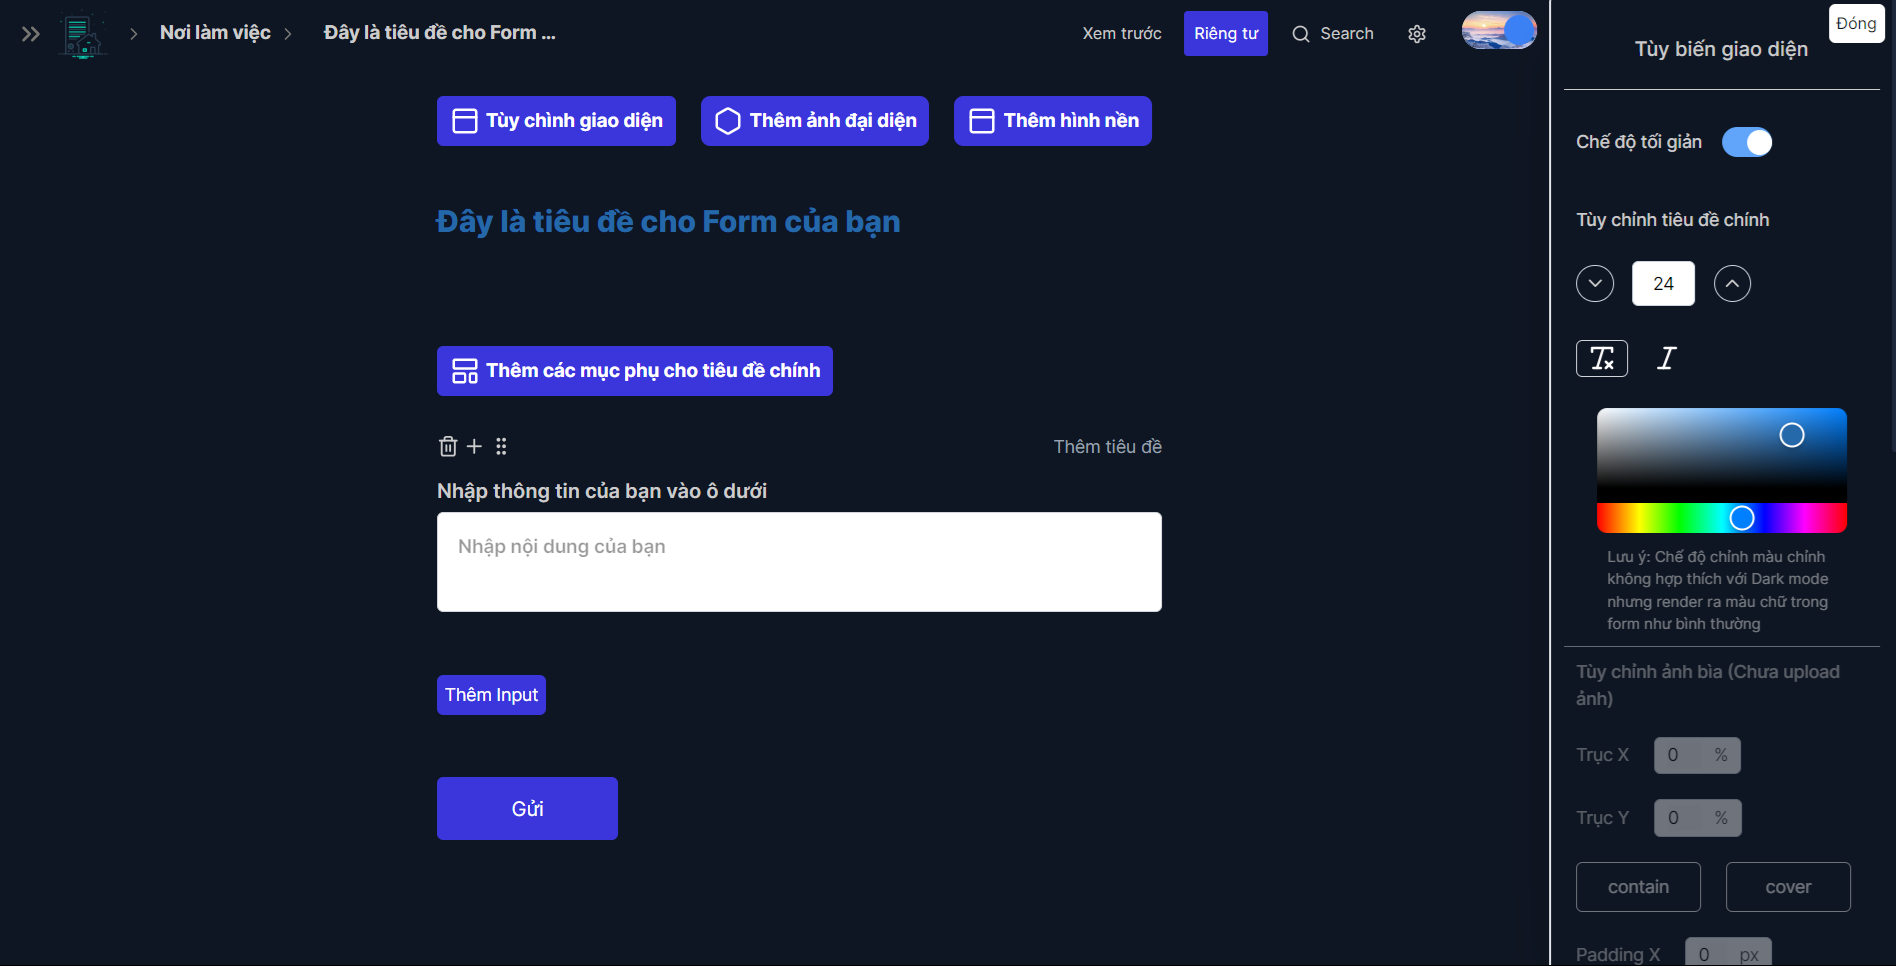 Nơi làm việc
Đây là tiêu đề cho Form ...
Xem trước
Riêng tư
Search
Đóng
Tùy biến giao diện
Tùy chình giao diện
Thêm ảnh đại diện
Thêm hình nền
Chế độ tối giản
Đây là tiêu đề cho Form của bạn
Tùy chỉnh tiêu đề chính
24
Thêm các mục phụ cho tiêu đề chính
Thêm tiêu đề
Nhập thông tin của bạn vào ô dưới
Nhập nội dung của bạn
Lưu ý: Chế độ chỉnh màu chỉnh
không hợp thích với Dark mode
nhưng render ra màu chữ trong
form như bình thường
Tùy chỉnh ảnh bìa (Chưa upload
ảnh)
Thêm Input
Trục X
0 %
Gửi
Trục Y
0 %
contain
cover
Padding X
0 px